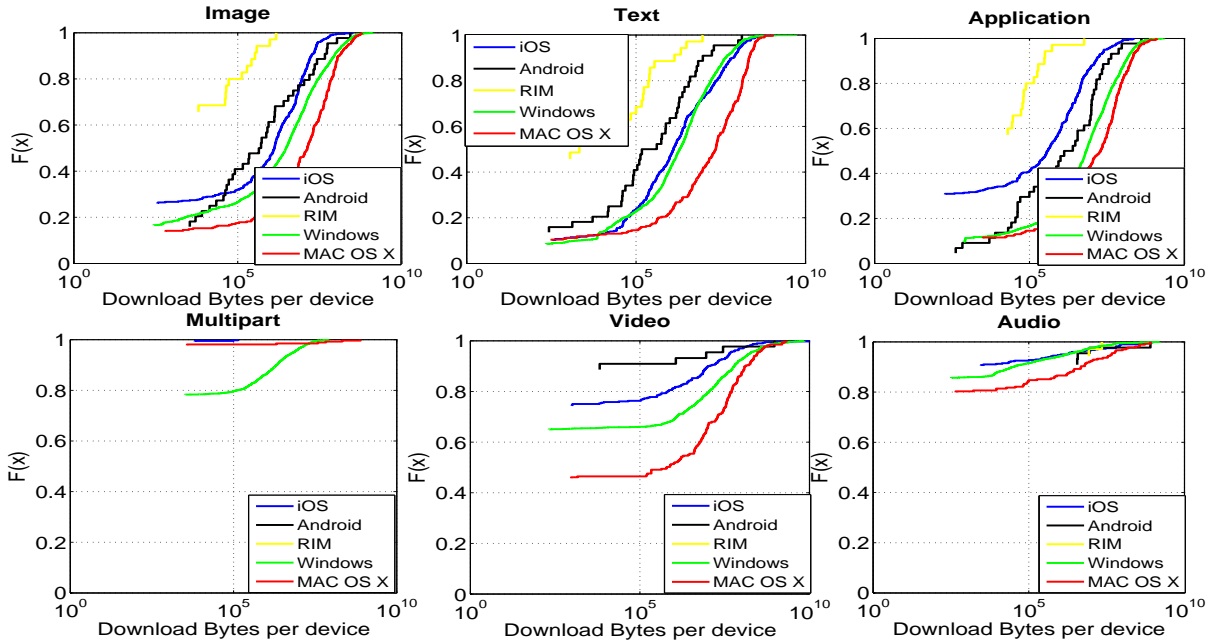 Image
F(x)
1
0.8
0.6
0.4
0.2
0
10^0
10^5
10^10
Download Bytes per device
iOS
Android
RIM
Windows
MAC OS X
Text
F(x)
1
0.8
0.6
0.4
0.2
0
10^0
10^5
10^10
Download Bytes per device
iOS
Android
RIM
Windows
MAC OS X
Application
F(x)
1
0.8
0.6
0.4
0.2
0
10^0
10^5
10^10
Download Bytes per device
iOS
Android
RIM
Windows
MAC OS X
Multipart
F(x)
1
0.8
0.6
0.4
0.2
0
10^0
10^5
10^10
Download Bytes per device
iOS
Android
RIM
Windows
MAC OS X
Video
F(x)
1
0.8
0.6
0.4
0.2
0
10^0
10^5
10^10
Download Bytes per device
iOS
Android
RIM
Windows
MAC OS X
Audio
F(x)
1
0.8
0.6
0.4
0.2
0
10^0
10^5
10^10
Download Bytes per device
iOS
Android
RIM
Windows
MAC OS X